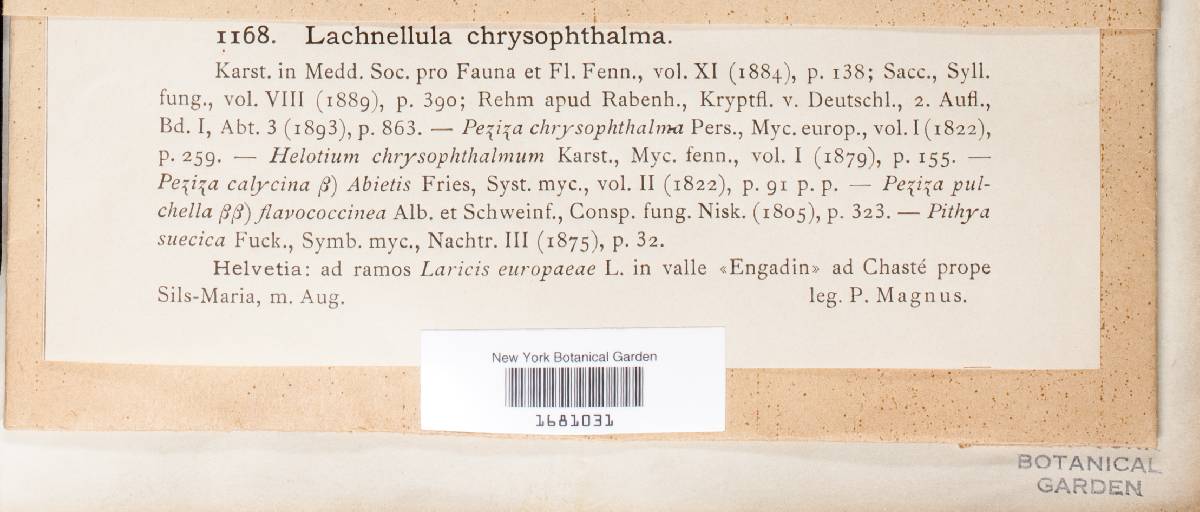 1168. Lachnellula chrysophthalma.
Karst. in Medd. Soc. pro Fauna et Fl. Fenn., vol. XI (1884), p. 138; Sacc., Syll.
fung., vol. VIII (1889), p. 390; Rehm apud Rabenh., Kryptfl. v. Deutschl., 2. Aufl.,
Bd. I, Abt. 3 (1893), p. 863. — Peziza chrysophthalma Pers., Myc. europ., vol. I (1822),
p. 259. — Helotium chrysophthalmum Karst., Myc. fenn., vol. I (1879), p. 155. —
Peziza calycina β) Abietis Fries, Syst. myc., vol. II (1822), p. 91 p. p. — Peziza pul-
chella ββ) flavococcinea Alb. et Schweinf., Consp. fung. Nisk. (1805), p. 323. — Pithya
suecica Fuck., Symb. myc., Nachtr. III (1875), p. 32.
Helvetia: ad ramos Laricis europaeae L. in valle «Engadin» ad Chasté prope
Sils-Maria, m. Aug. leg. P. Magnus.
New York Botanical Garden
1681031
BOTANICAL
GARDEN